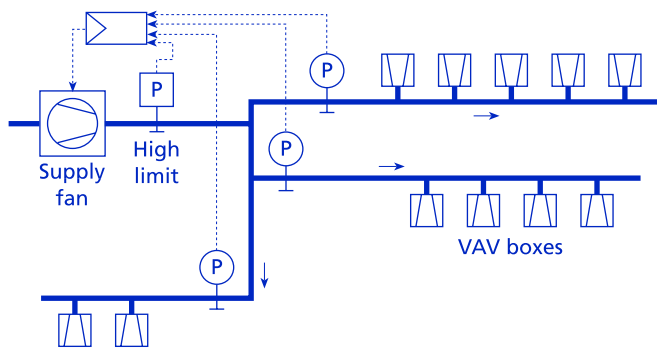 P
P
High
limit
P
Supply
fan
VAV boxes
P